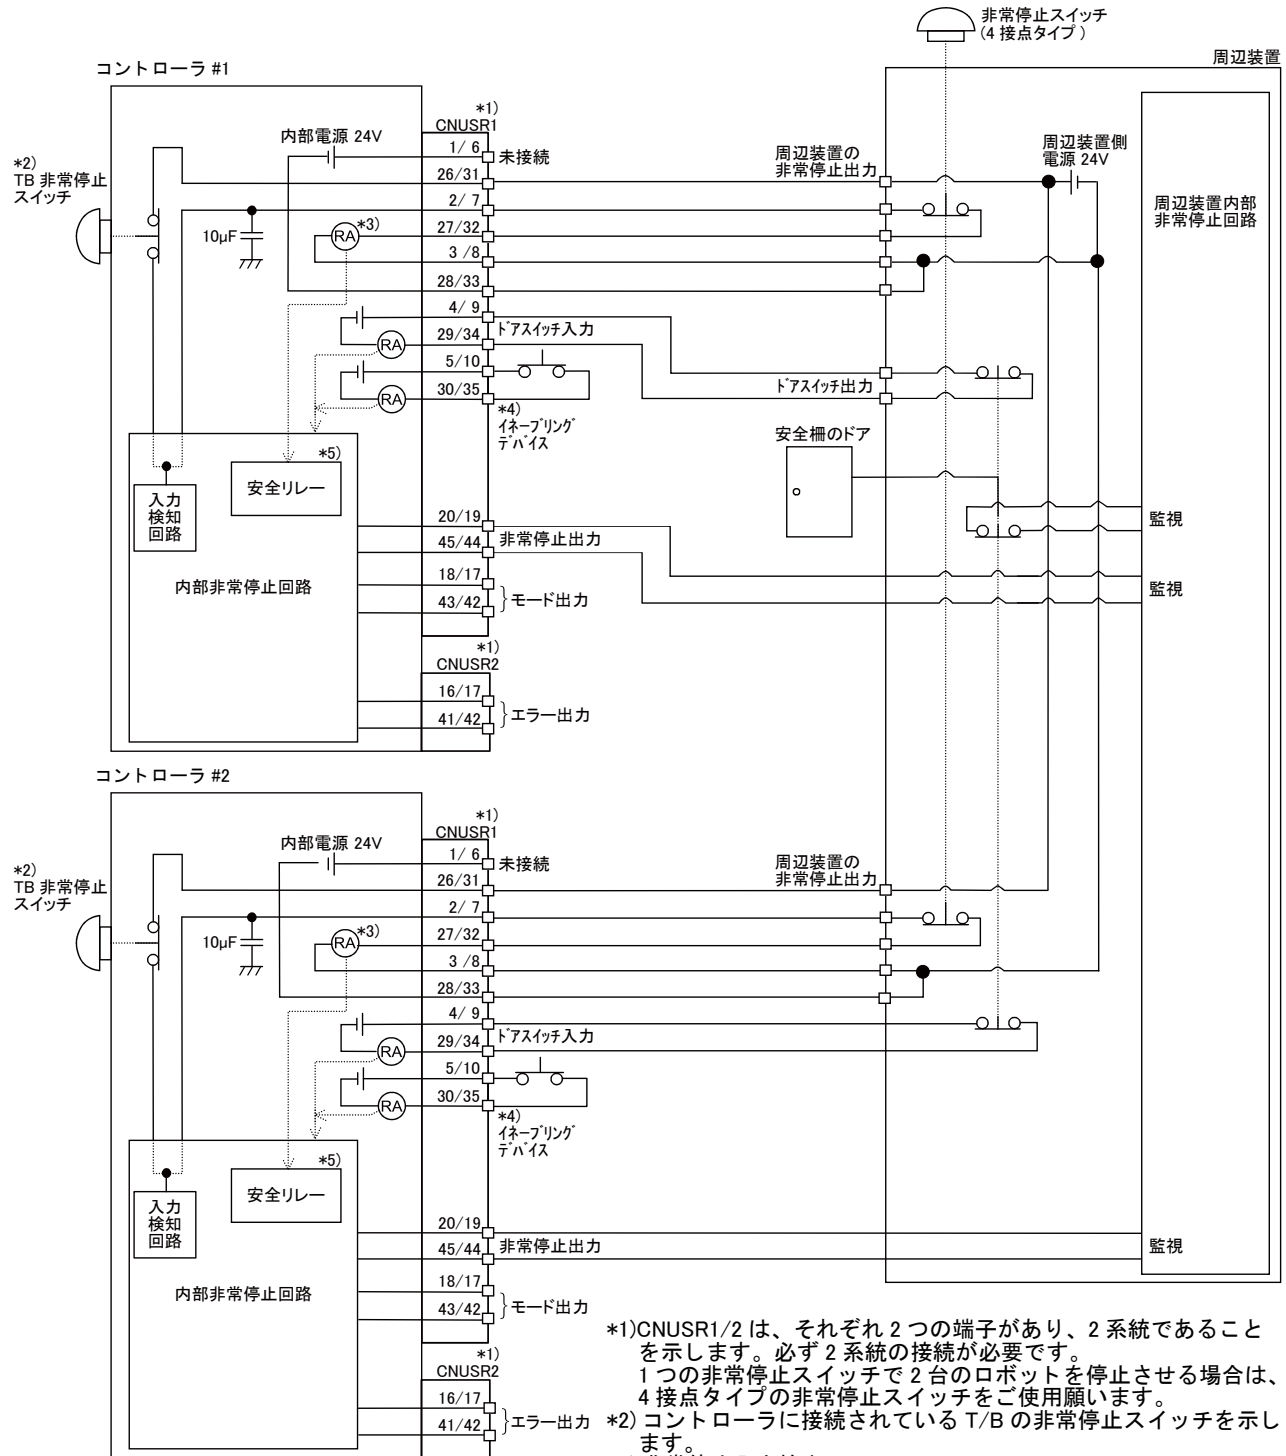 非常停止スイッチ
(4 接点タイプ)
周辺装置
コントローラ #1
*1)
CNUSR1
内部電源 24V
1/ 6
未接続
*2)
TB 非常停止
スイッチ
26/31
周辺装置の
非常停止出力
周辺装置側
電源 24V
2/ 7
周辺装置内部
非常停止回路
10μF
RA
*3)
27/32
3 /8
28/33
4/ 9
ドアスイッチ入力
RA
29/34
5/10
ドアスイッチ出力
RA
30/35
*4)
イネーブリング
デバイス
安全柵のドア
*5)
安全リレー
入力
検知
回路
20/19
監視
45/44
非常停止出力
内部非常停止回路
18/17
モード出力
43/42
監視
*1)
CNUSR2
16/17
エラー出力
41/42
コントローラ #2
*1)
CNUSR1
内部電源 24V
1/ 6
未接続
*2)
TB 非常停止
スイッチ
26/31
周辺装置の
非常停止出力
2/ 7
10μF
RA
*3)
27/32
3 /8
28/33
4/ 9
ドアスイッチ入力
RA
29/34
5/10
RA
30/35
*4)
イネーブリング
デバイス
*5)
安全リレー
入力
検知
回路
20/19
45/44
非常停止出力
監視
内部非常停止回路
18/17
モード出力
43/42
*1)
CNUSR2
16/17
エラー出力
41/42
*1)CNUSR1/2 は、それぞれ 2 つの端子があり、2 系統であること
を示します。必ず 2 系統の接続が必要です。
1 つの非常停止スイッチで 2 台のロボットを停止させる場合は、
4 接点タイプの非常停止スイッチをご使用願います。
*2) コントローラに接続されている T/B の非常停止スイッチを示し
ます。